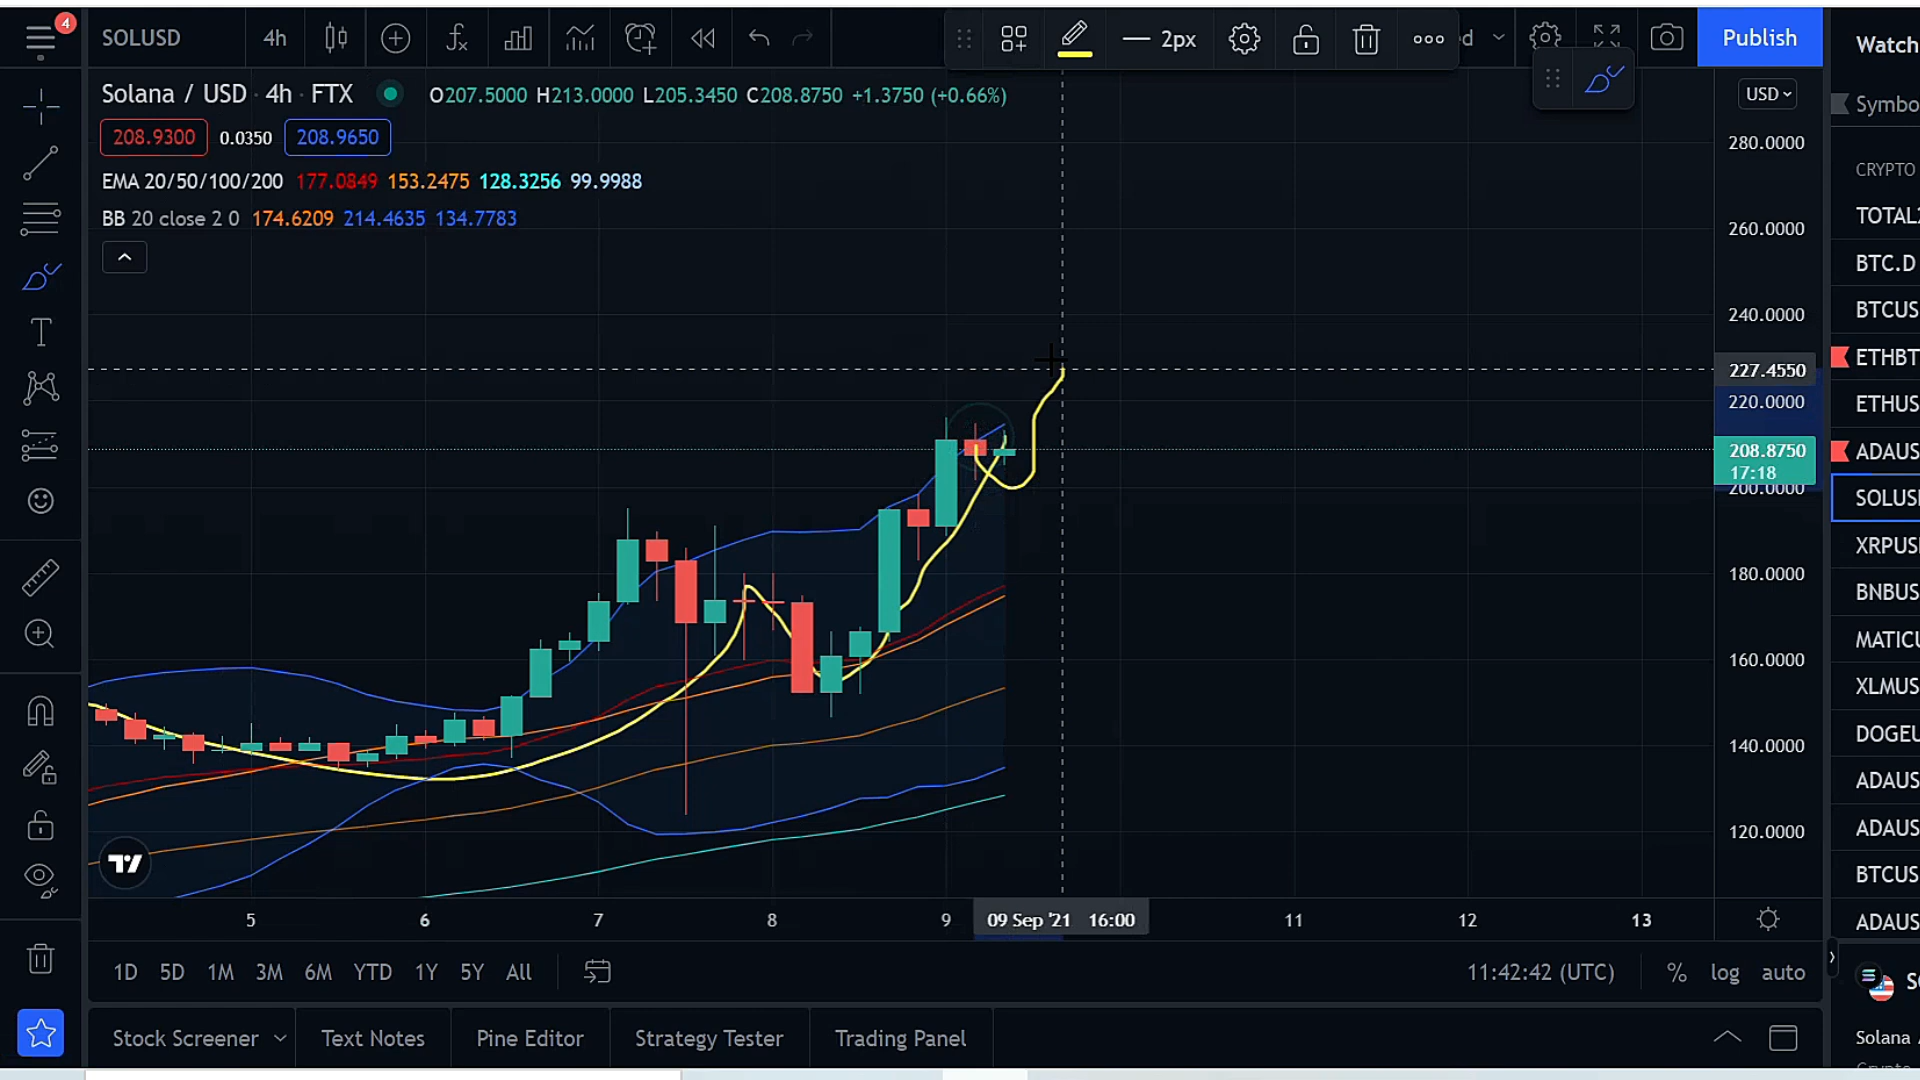 4
SOLUSD
4h
2px
d
Publish
Watch
Solana / USD · 4h · FTX
O207.5000 H213.0000 L205.3450 C208.8750 +1.3750 (+0.66%)
208.9300 0.0350 208.9650
EMA 20/50/100/200 177.0849 153.2475 128.3256 99.9988
BB 20 close 2 0 174.6209 214.4635 134.7783
USD
280.0000
260.0000
240.0000
227.4550
220.0000
208.8750
17:18
200.0000
180.0000
160.0000
140.0000
120.0000
Symbo
CRYPTO
TOTAL2
BTC.D
BTCUS
ETHBT
ETHUS
ADAUS
SOLUS
XRPUS
BNBUS
MATICU
XLMUS
DOGEU
ADAUS
ADAUS
BTCUS
ADAUS
5 6 7 8 9 09 Sep '21 16:00 11 12 13
1D 5D 1M 3M 6M YTD 1Y 5Y All
11:42:42 (UTC) % log auto
Stock Screener Text Notes Pine Editor Strategy Tester Trading Panel
Solana